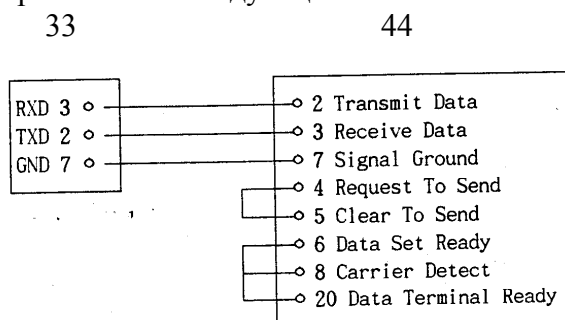 33 44
RXD 3 2 Transmit Data
TXD 2 3 Receive Data
GND 7 7 Signal Ground
4 Request To Send
5 Clear To Send
6 Data Set Ready
8 Carrier Detect
20 Data Terminal Ready